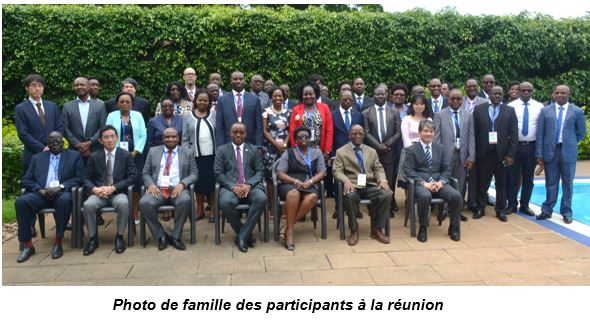 Photo de famille des participants à la réunion